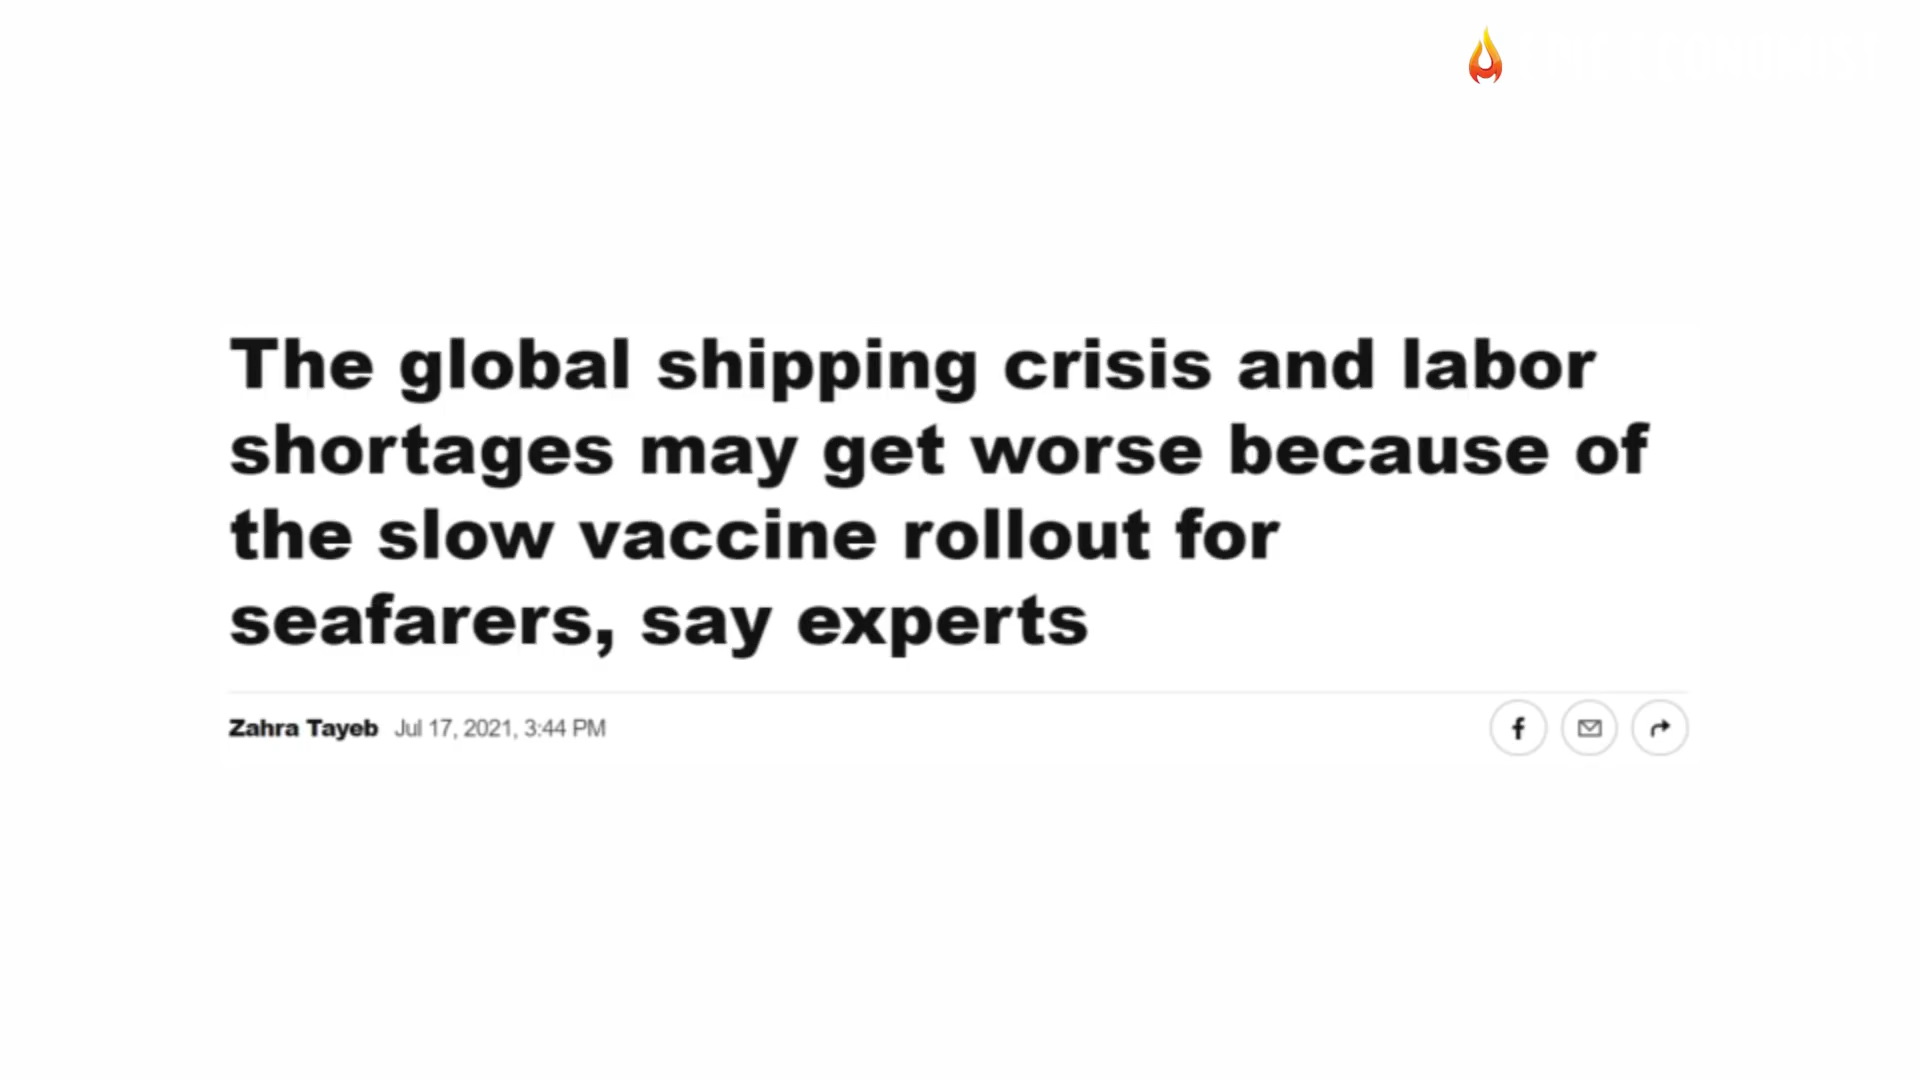 The global shipping crisis and labor
shortages may get worse because of
the slow vaccine rollout for
seafarers, say experts
Zahra Tayeb Jul 17, 2021, 3:44 PM